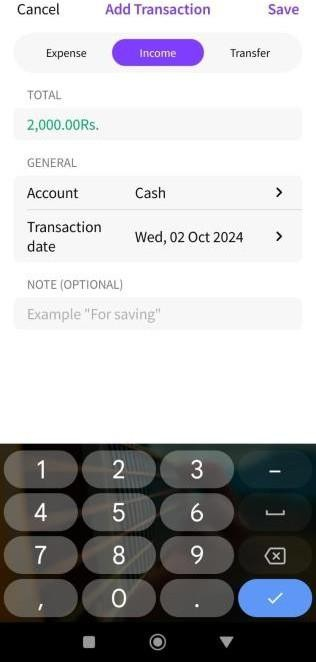 Cancel Add Transaction Save
Expense Income Transfer
TOTAL
2,000.00Rs.
GENERAL
Account Cash
Transaction date Wed, 02 Oct 2024
NOTE (OPTIONAL)
Example "For saving"
1 2 3 –
4 5 6
7 8 9
, 0 .